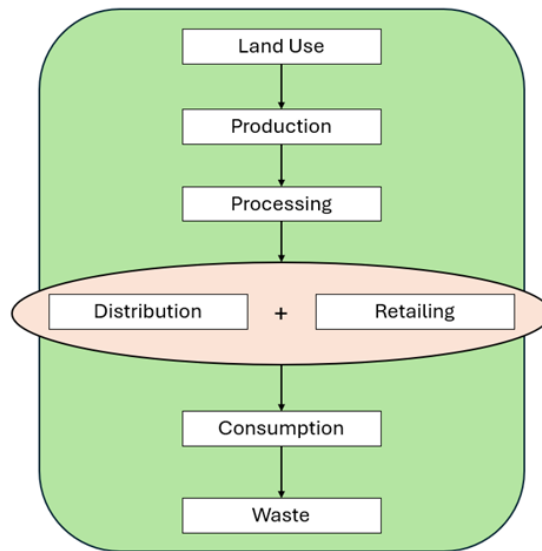 Land Use
Production
Processing
Distribution + Retailing
Consumption
Waste